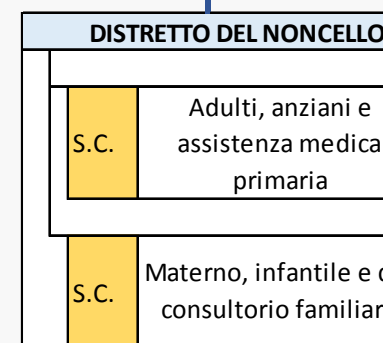 DISTRETTO DEL NONCELLO
S.C.
Adulti, anziani e
assistenza medica
primaria
S.C.
Materno, infantile e
consultorio familiar